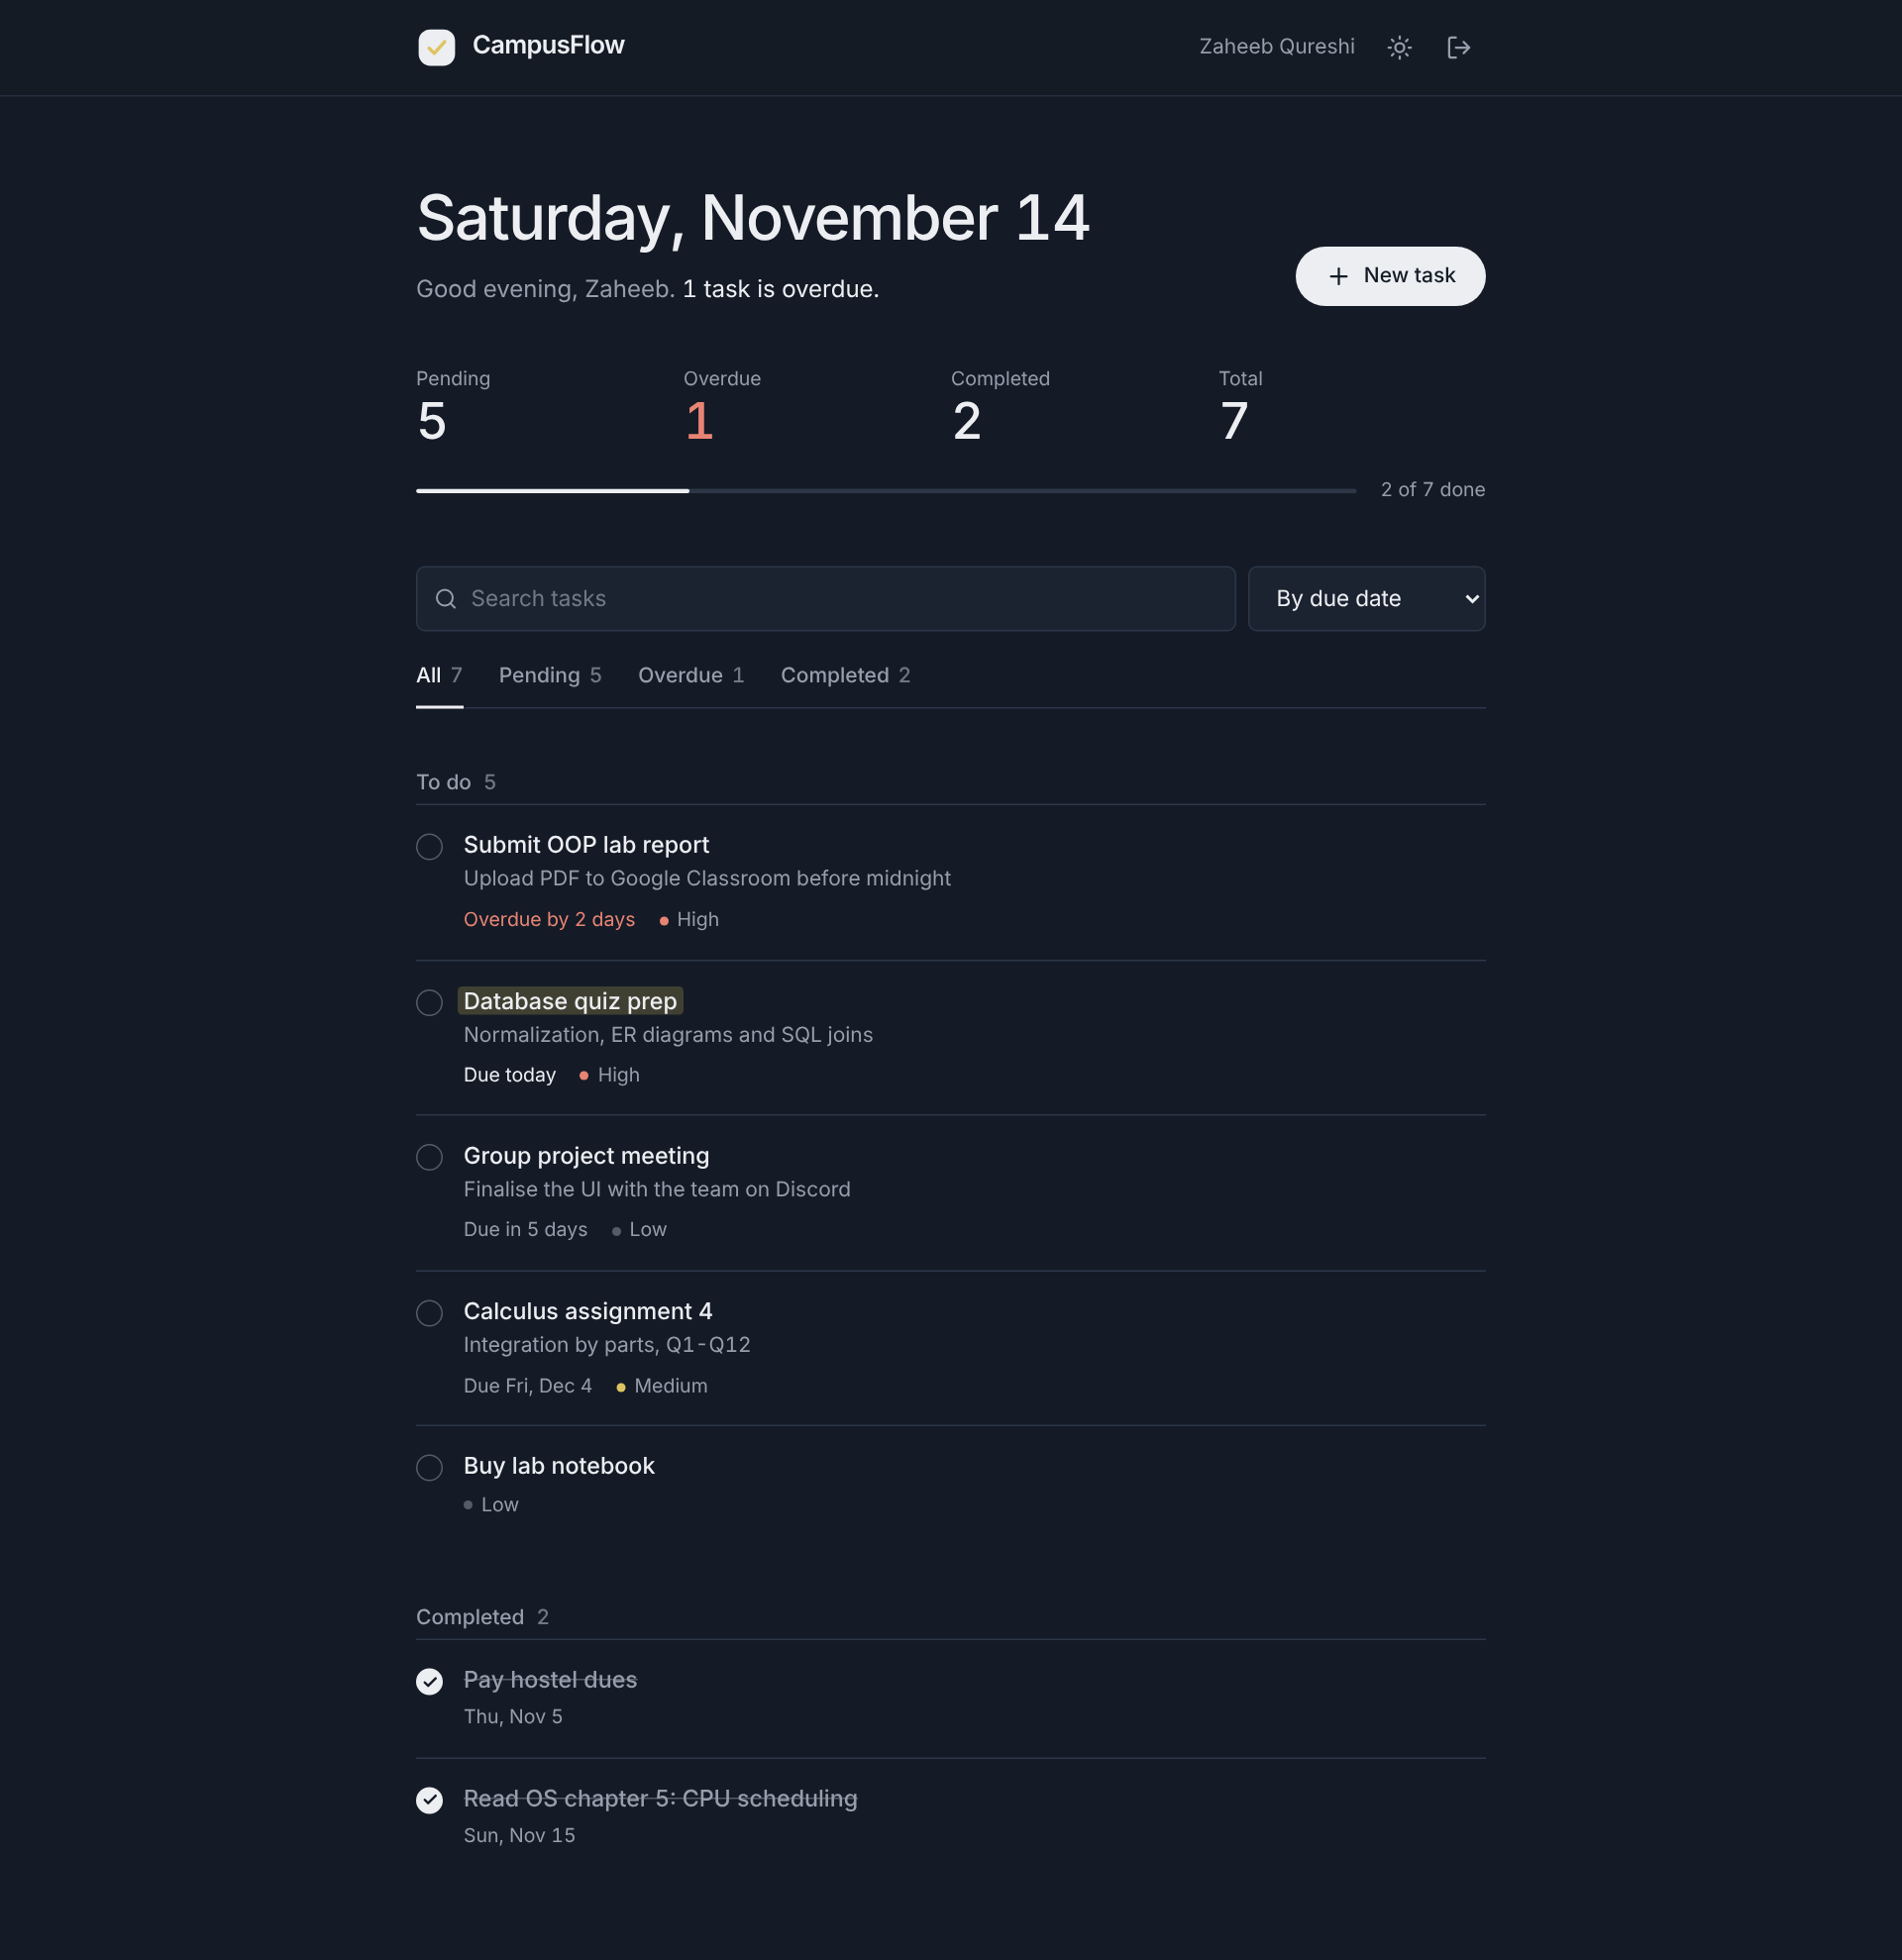 CampusFlow
Zaheeb Qureshi
Saturday, November 14
Good evening, Zaheeb. 1 task is overdue.
New task
Pending
5
Overdue
1
Completed
2
Total
7
2 of 7 done
Search tasks
By due date
All 7
Pending 5
Overdue 1
Completed 2
To do 5
Submit OOP lab report
Upload PDF to Google Classroom before midnight
Overdue by 2 days High
Database quiz prep
Normalization, ER diagrams and SQL joins
Due today High
Group project meeting
Finalise the UI with the team on Discord
Due in 5 days Low
Calculus assignment 4
Integration by parts, Q1-Q12
Due Fri, Dec 4 Medium
Buy lab notebook
Low
Completed 2
Pay hostel dues
Thu, Nov 5
Read OS chapter 5: CPU scheduling
Sun, Nov 15